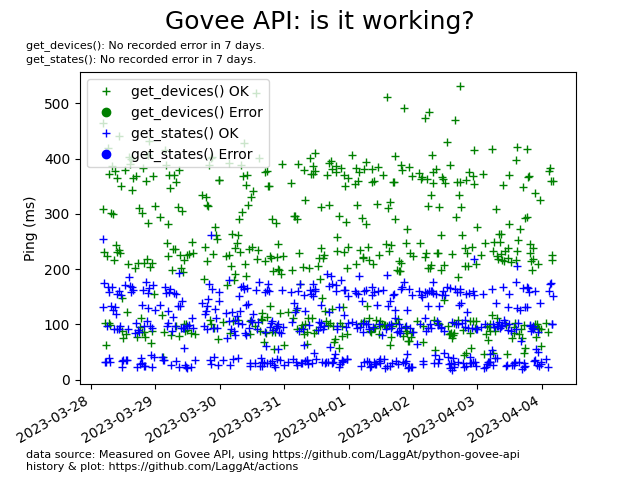 Govee API: is it working?
get_devices(): No recorded error in 7 days.
get_states(): No recorded error in 7 days.
get_devices() OK
get_devices() Error
get_states() OK
get_states() Error
Ping (ms)
500
400
300
200
100
0
2023-03-28
2023-03-29
2023-03-30
2023-03-31
2023-04-01
2023-04-02
2023-04-03
2023-04-04
data source: Measured on Govee API, using https://github.com/LaggAt/python-govee-api
history & plot: https://github.com/LaggAt/actions